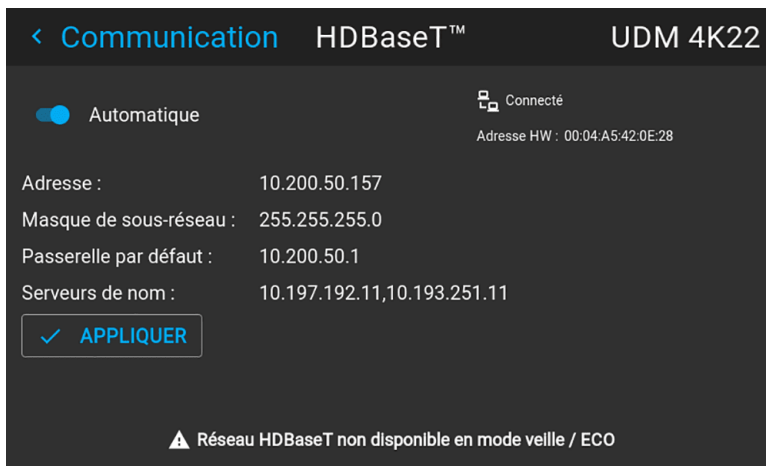 Communication HDBaseT™ UDM 4K22
Automatique
Connecté
Adresse HW : 00:04:A5:42:0E:28
Adresse : 10.200.50.157
Masque de sous-réseau : 255.255.255.0
Passerelle par défaut : 10.200.50.1
Serveurs de nom : 10.197.192.11,10.193.251.11
APPLIQUER
Réseau HDBaseT non disponible en mode veille / ECO